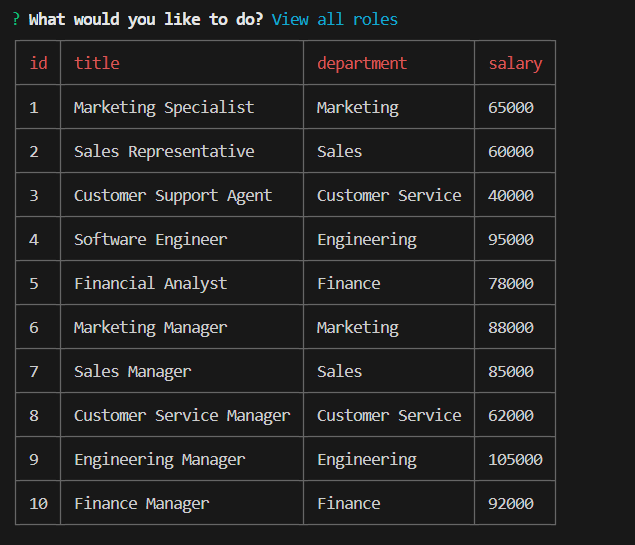 ? What would you like to do? View all roles
id title department salary
1 Marketing Specialist Marketing 65000
2 Sales Representative Sales 60000
3 Customer Support Agent Customer Service 40000
4 Software Engineer Engineering 95000
5 Financial Analyst Finance 78000
6 Marketing Manager Marketing 88000
7 Sales Manager Sales 85000
8 Customer Service Manager Customer Service 62000
9 Engineering Manager Engineering 105000
10 Finance Manager Finance 92000